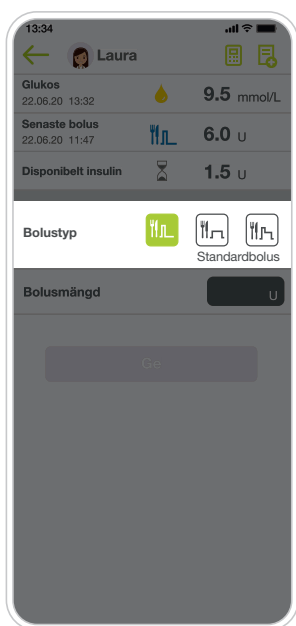 13:34
Laura
Glukos
22.06.20 13:32
9.5 mmol/L
Senaste bolus
22.06.20 11:47
6.0 U
Disponibelt insulin
1.5 U
Bolustyp
Standardbolus
Bolusmängd
U
Ge